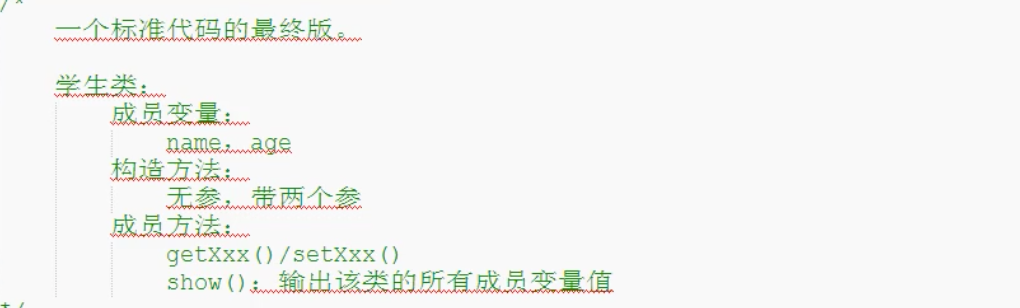 /*
一个标准代码的最终版。
学生类：
成员变量：
name，age
构造方法：
无参，带两个参
成员方法：
getXxx()/setXxx()
show()：输出该类的所有成员变量值
*/